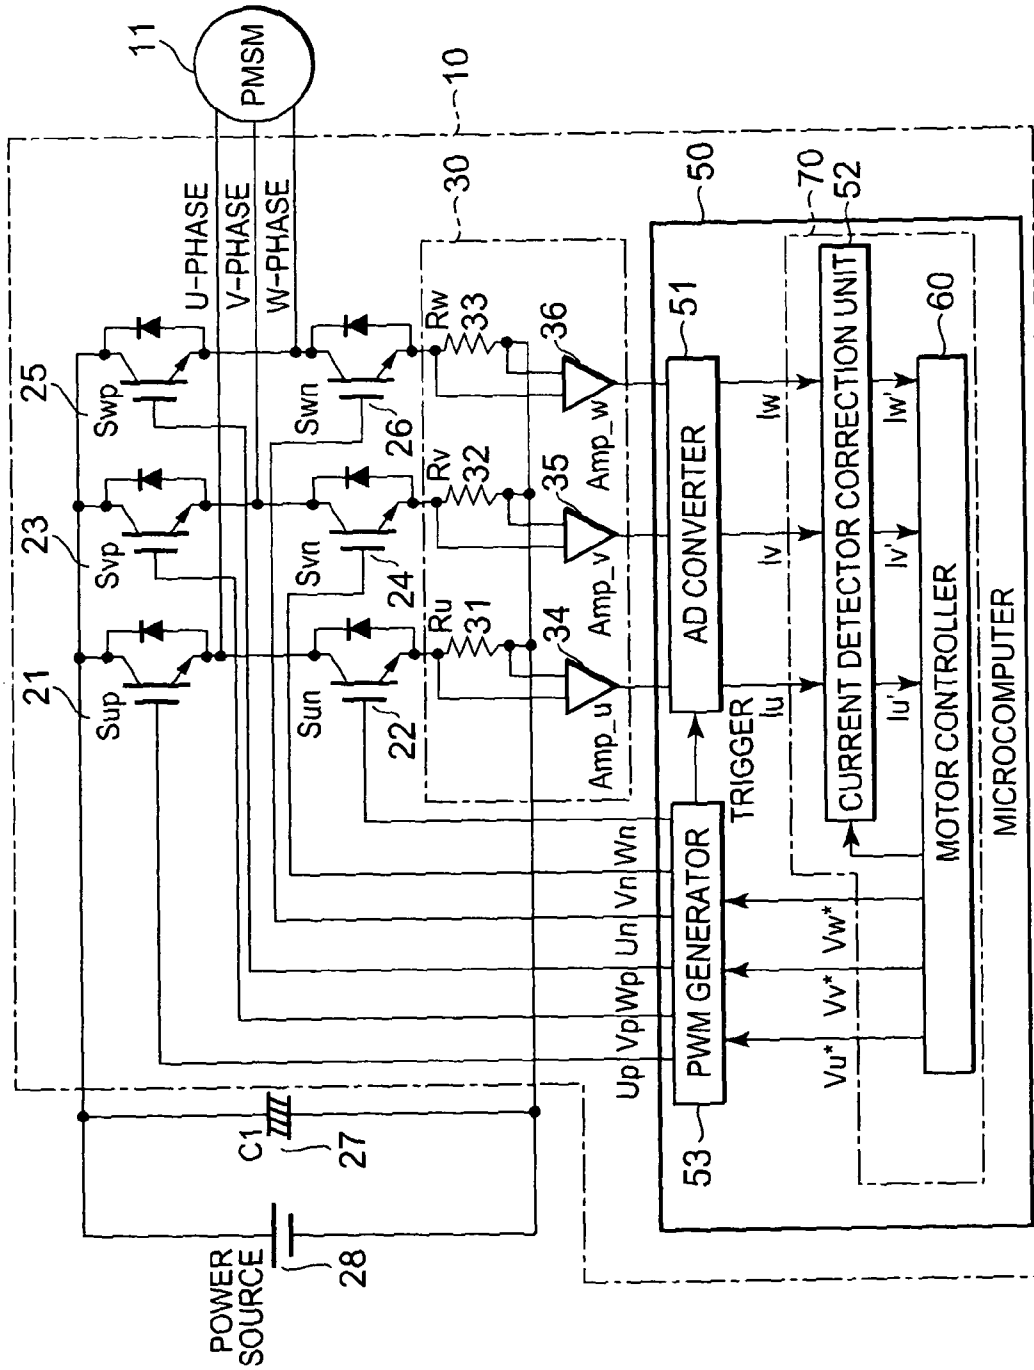 POWER
SOURCE
28
C1
27
21
Sup
23
Svp
25
Swp
U-PHASE
V-PHASE
W-PHASE
11
PMSM
10
Sun
22
Svn
24
Swn
26
30
Ru
31
Rv
32
Rw
33
34
Amp_u
35
Amp_v
36
Amp_w
Up Vp Wp Un Vn Wn
50
53
PWM GENERATOR
TRIGGER
AD CONVERTER
51
Iu
Iv
Iw
70
52
CURRENT DETECTOR CORRECTION UNIT
Vu*
Vv*
Vw*
Iu'
Iv'
Iw'
60
MOTOR CONTROLLER
MICROCOMPUTER